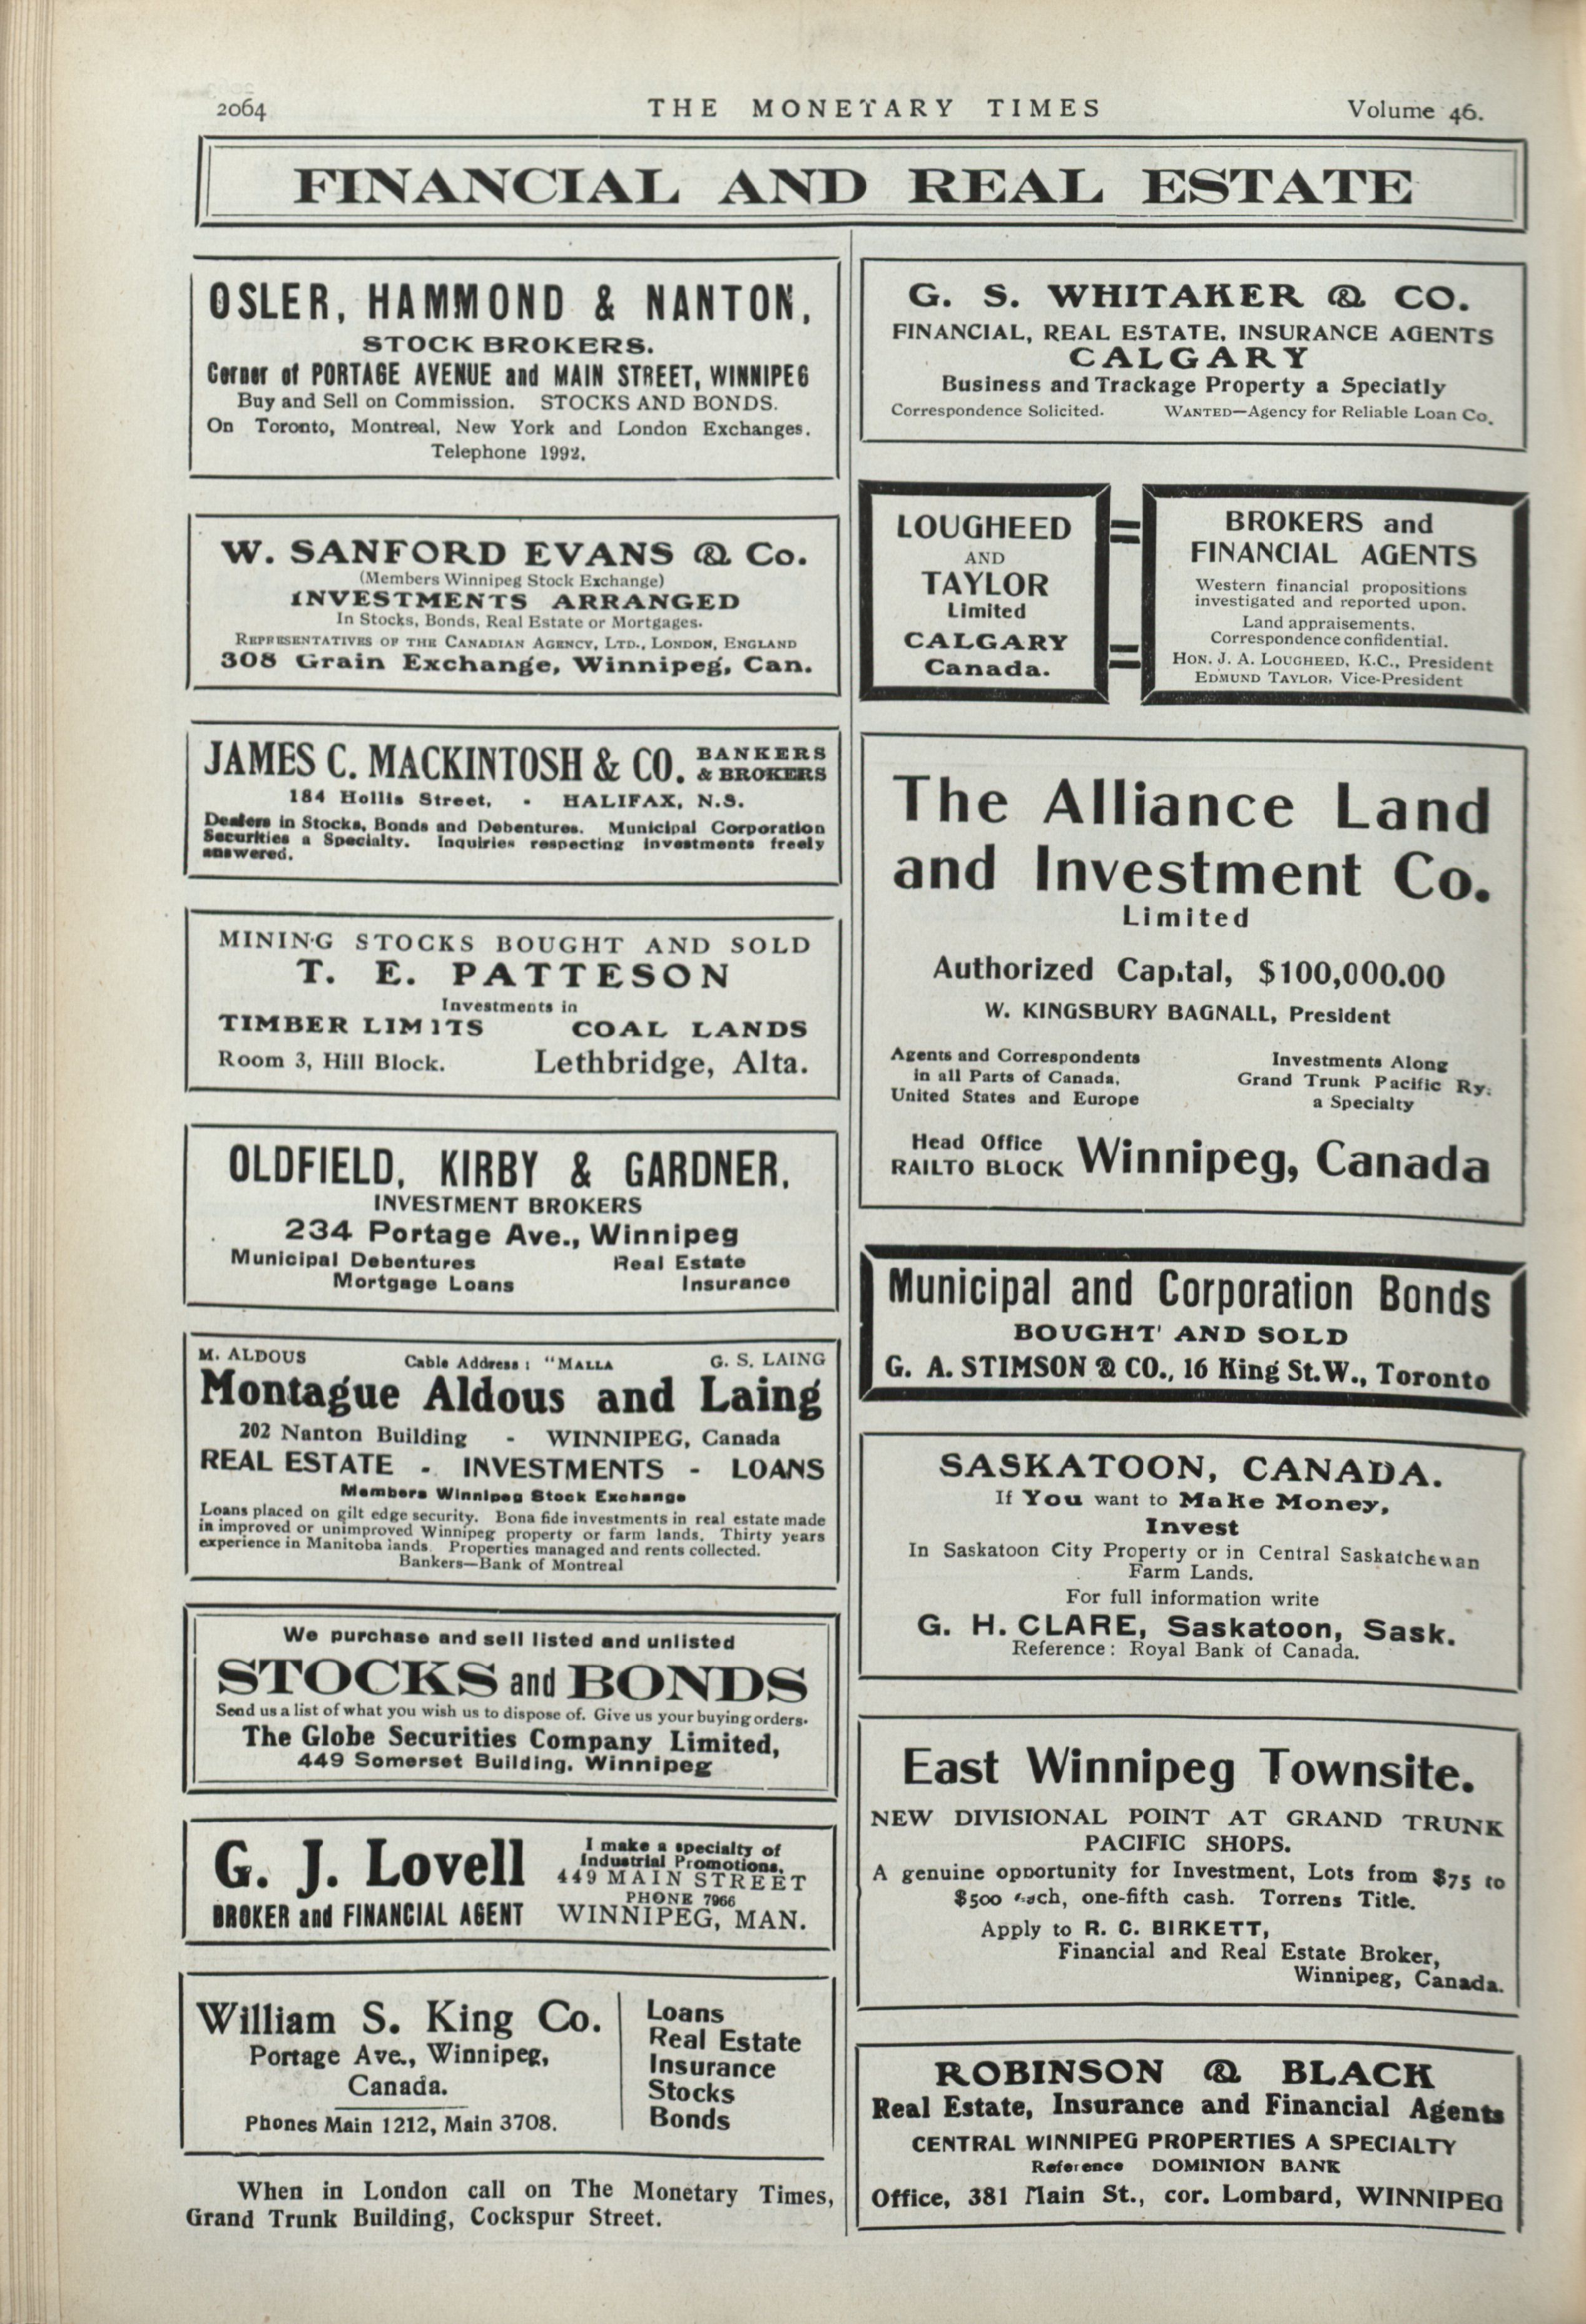 2064
THE MONETARY TIMES
Volume 46.
FINANCIAL AND REAL ESTATE
OSLER, HAMMOND & NANTON,
STOCK BROKERS.
Corner of PORTAGE AVENUE and MAIN STREET, WINNIPEG
Buy and Sell on Commission. STOCKS AND BONDS.
On Toronto, Montreal, New York and London Exchanges.
Telephone 1992.
W. SANFORD EVANS & Co.
(Members Winnipeg Stock Exchange)
INVESTMENTS ARRANGED
In Stocks, Bonds, Real Estate or Mortgages.
REPRESENTATIVES OF THE CANADIAN AGENCY, LTD., LONDON, ENGLAND
308 Grain Exchange, Winnipeg, Can.
JAMES C. MACKINTOSH & CO. BANKERS
& BROKERS
184 Hollis Street, - HALIFAX, N.S.
Dealers in Stocks, Bonds and Debentures. Municipal Corporation
Securities a Specialty. Inquiries respecting investments freely
answered.
MINING STOCKS BOUGHT AND SOLD
T. E. PATTESON
Investments in
TIMBER LIMITS COAL LANDS
Room 3, Hill Block. Lethbridge, Alta.
OLDFIELD, KIRBY & GARDNER,
INVESTMENT BROKERS
234 Portage Ave., Winnipeg
Municipal Debentures Real Estate
Mortgage Loans Insurance
M. ALDOUS Cable Address: "MALLA G. S. LAING
Montague Aldous and Laing
202 Nanton Building - WINNIPEG, Canada
REAL ESTATE - INVESTMENTS - LOANS
Members Winnipeg Stock Exchange
Loans placed on gilt edge security. Bona fide investments in real estate made
in improved or unimproved Winnipeg property or farm lands. Thirty years
experience in Manitoba lands. Properties managed and rents collected.
Bankers—Bank of Montreal
We purchase and sell listed and unlisted
STOCKS and BONDS
Send us a list of what you wish us to dispose of. Give us your buying orders.
The Globe Securities Company Limited,
449 Somerset Building, Winnipeg
G. J. Lovell
BROKER and FINANCIAL AGENT
I make a specialty of
Industrial Promotions.
449 MAIN STREET
PHONE 7966
WINNIPEG, MAN.
William S. King Co.
Portage Ave., Winnipeg,
Canada.
Phones Main 1212, Main 3708.
Loans
Real Estate
Insurance
Stocks
Bonds
When in London call on The Monetary Times,
Grand Trunk Building, Cockspur Street.
G. S. WHITAKER & CO.
FINANCIAL, REAL ESTATE, INSURANCE AGENTS
CALGARY
Business and Trackage Property a Speciatly
Correspondence Solicited. WANTED—Agency for Reliable Loan Co.
LOUGHEED
AND
TAYLOR
Limited
CALGARY
Canada.
BROKERS and
FINANCIAL AGENTS
Western financial propositions
investigated and reported upon.
Land appraisements.
Correspondence confidential.
HON. J. A. LOUGHEED, K.C., President
EDMUND TAYLOR, Vice-President
The Alliance Land
and Investment Co.
Limited
Authorized Capital, $100,000.00
W. KINGSBURY BAGNALL, President
Agents and Correspondents
in all Parts of Canada,
United States and Europe
Investments Along
Grand Trunk Pacific Ry.
a Specialty
Head Office
RAILTO BLOCK
Winnipeg, Canada
Municipal and Corporation Bonds
BOUGHT AND SOLD
G. A. STIMSON & CO., 16 King St. W., Toronto
SASKATOON, CANADA.
If You want to Make Money,
Invest
In Saskatoon City Property or in Central Saskatchewan
Farm Lands.
For full information write
G. H. CLARE, Saskatoon, Sask.
Reference: Royal Bank of Canada.
East Winnipeg Townsite.
NEW DIVISIONAL POINT AT GRAND TRUNK
PACIFIC SHOPS.
A genuine opportunity for Investment, Lots from $75 to
$500 each, one-fifth cash. Torrens Title.
Apply to R. C. BIRKETT,
Financial and Real Estate Broker,
Winnipeg, Canada.
ROBINSON & BLACK
Real Estate, Insurance and Financial Agents
CENTRAL WINNIPEG PROPERTIES A SPECIALTY
Reference DOMINION BANK
Office, 381 Main St., cor. Lombard, WINNIPEG